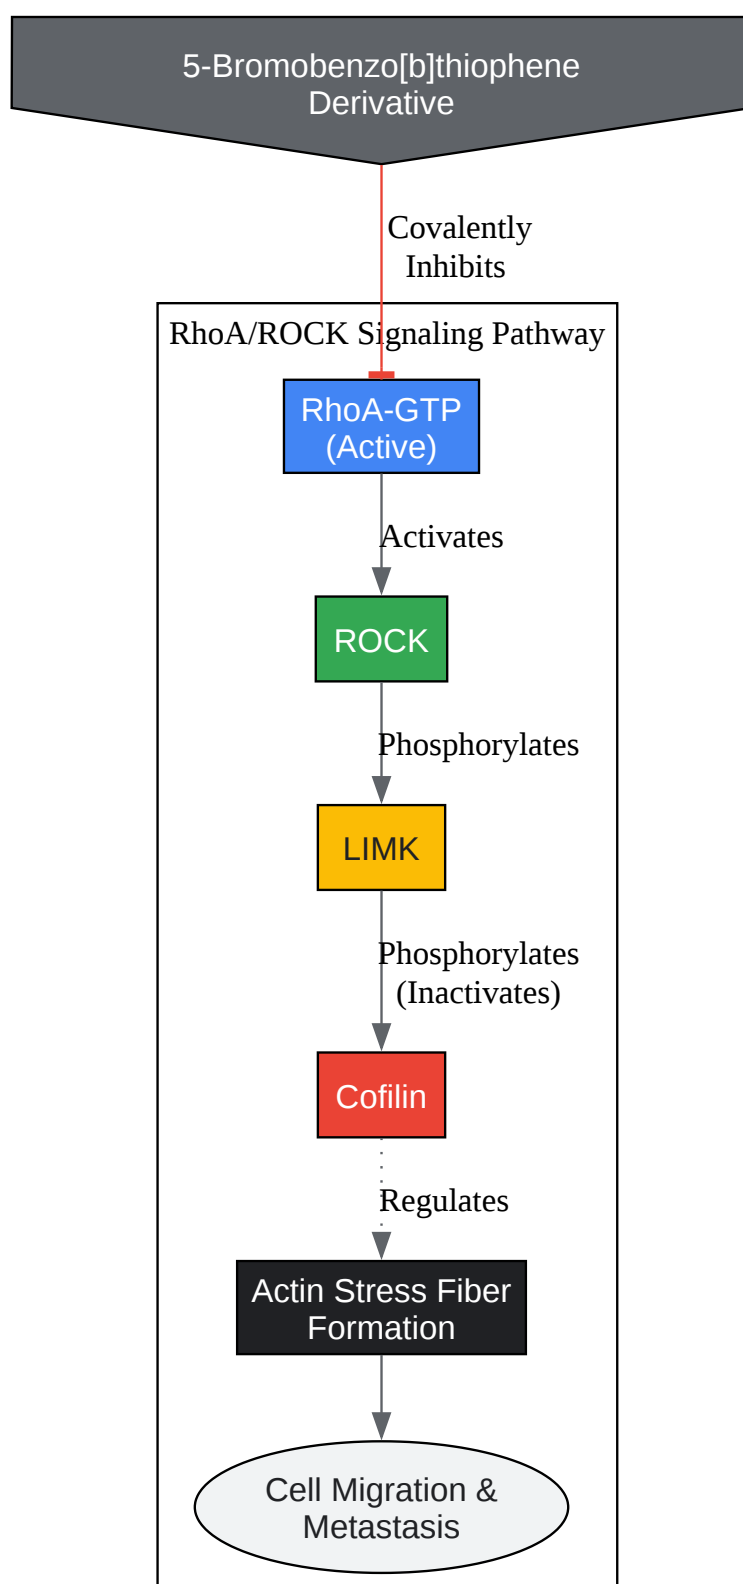 5-Bromobenzo[b]thiophene
Derivative
Covalently
Inhibits
RhoA/ROCK Signaling Pathway
RhoA-GTP
(Active)
Activates
ROCK
Phosphorylates
LIMK
Phosphorylates
(Inactivates)
Cofilin
Regulates
Actin Stress Fiber
Formation
Cell Migration &
Metastasis